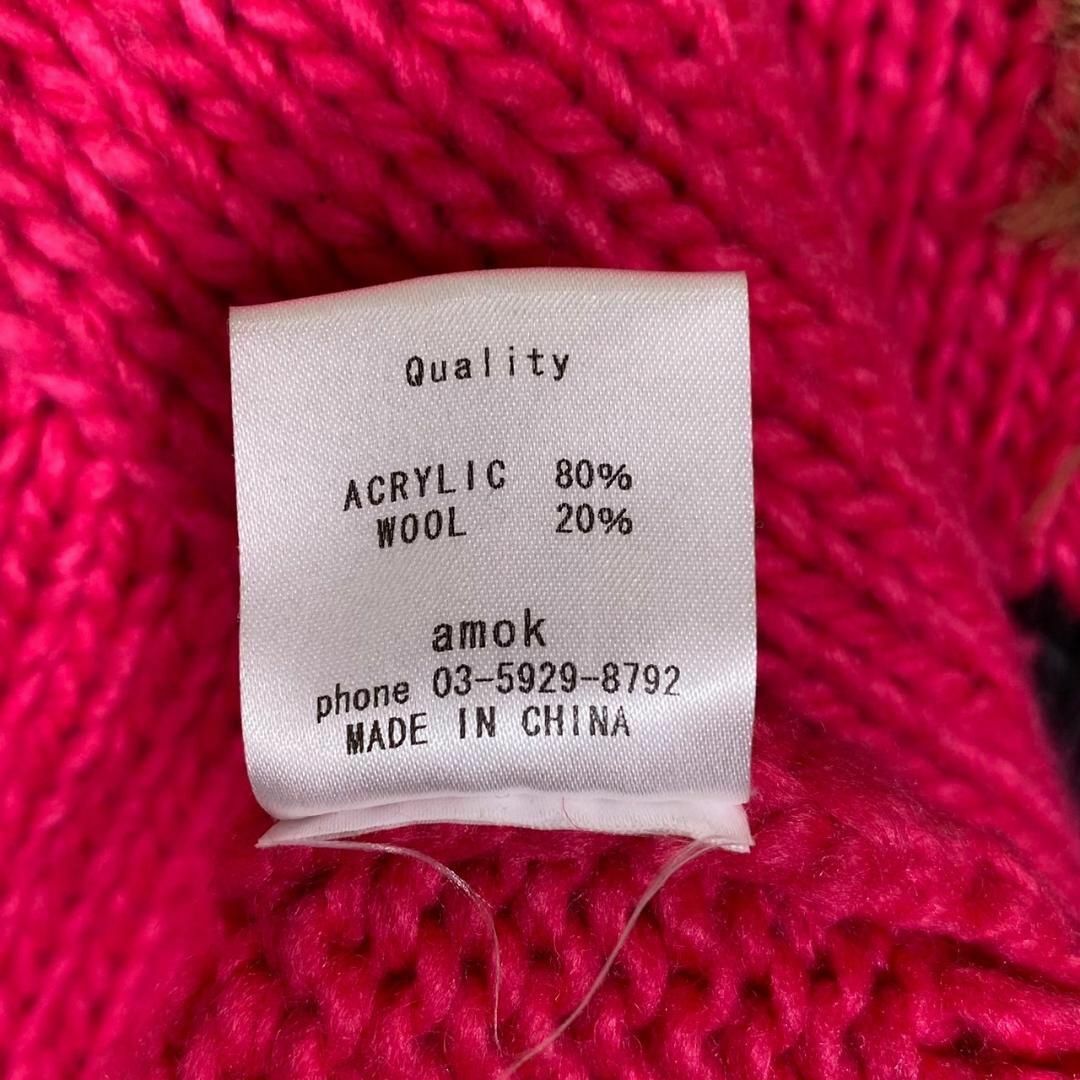 Quality
ACRYLIC 80%
WOOL 20%
amok
phone 03-5929-8792
MADE IN CHINA